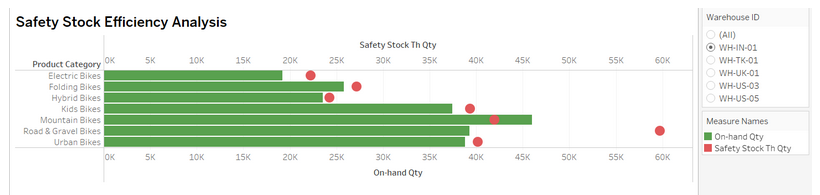 Safety Stock Efficiency Analysis
Safety Stock Th Qty
0K 5K 10K 15K 20K 25K 30K 35K 40K 45K 50K 55K 60K
Product Category
Electric Bikes
Folding Bikes
Hybrid Bikes
Kids Bikes
Mountain Bikes
Road & Gravel Bikes
Urban Bikes
0K 5K 10K 15K 20K 25K 30K 35K 40K 45K 50K 55K 60K
On-hand Qty
Warehouse ID
(All)
WH-IN-01
WH-TK-01
WH-UK-01
WH-US-03
WH-US-05
Measure Names
On-hand Qty
Safety Stock Th Qty